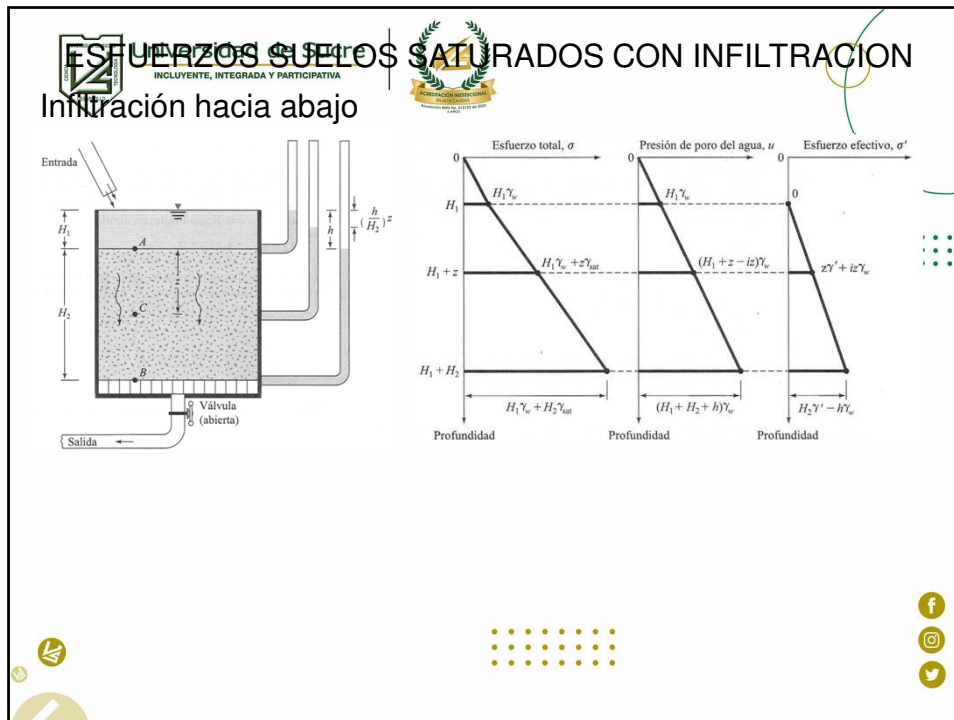 ESFUERZOS SUELOS SATURADOS CON INFILTRACION
Universidad de Sucre
INCLUYENTE, INTEGRADA Y PARTICIPATIVA
ACREDITACIÓN INSTITUCIONAL
Infiltración hacia abajo
Entrada
H₁
H₂
A
C
B
z
h
(h/H₂)z
Válvula
(abierta)
Salida
Esfuerzo total, σ
0
H₁
H₁γw
H₁ + z
H₁γw + zγsat
H₁ + H₂
H₁γw + H₂γsat
Profundidad
Presión de poro del agua, u
0
H₁γw
(H₁ + z − iz)γw
(H₁ + H₂ + h)γw
Profundidad
Esfuerzo efectivo, σ'
0
0
zγ' + izγw
H₂γ' − hγw
Profundidad